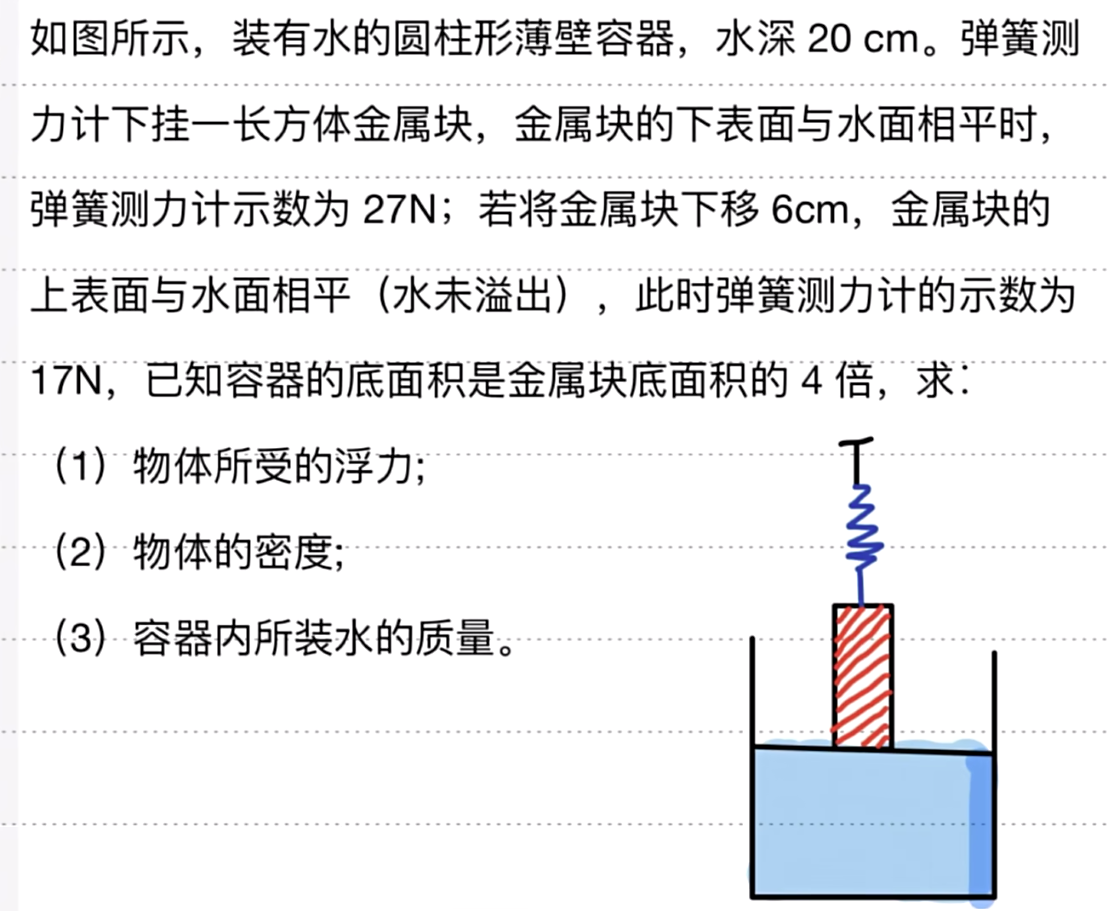 如图所示，装有水的圆柱形薄壁容器，水深 20 cm。弹簧测
力计下挂一长方体金属块，金属块的下表面与水面相平时，
弹簧测力计示数为 27N；若将金属块下移 6cm，金属块的
上表面与水面相平（水未溢出），此时弹簧测力计的示数为
17N，已知容器的底面积是金属块底面积的 4 倍，求：
（1）物体所受的浮力;
（2）物体的密度;
（3）容器内所装水的质量。